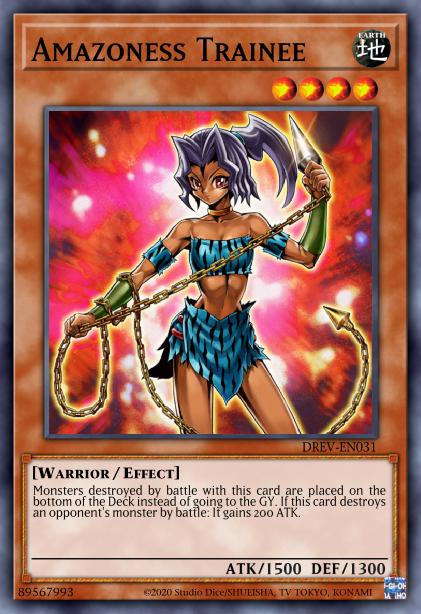 AMAZONESS TRAINEE
EARTH
地
DREV-EN031
[WARRIOR / EFFECT]
Monsters destroyed by battle with this card are placed on the
bottom of the Deck instead of going to the GY. If this card destroys
an opponent's monster by battle: It gains 200 ATK.
ATK/1500 DEF/1300
89567993
©2020 Studio Dice/SHUEISHA, TV TOKYO, KONAMI